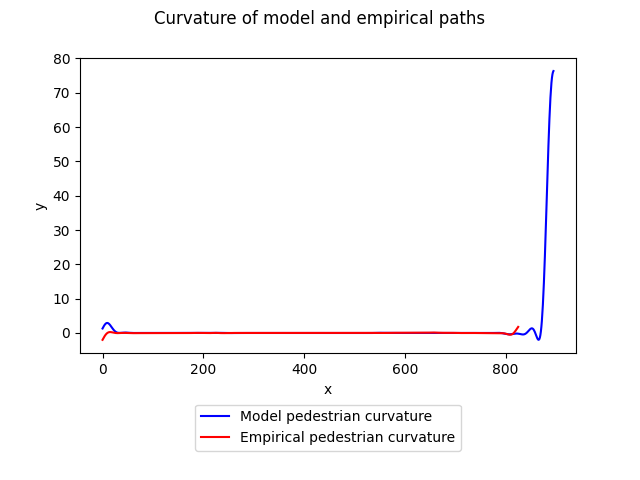 Curvature of model and empirical paths
80
70
60
50
40
30
20
10
0
y
0 200 400 600 800
x
Model pedestrian curvature
Empirical pedestrian curvature